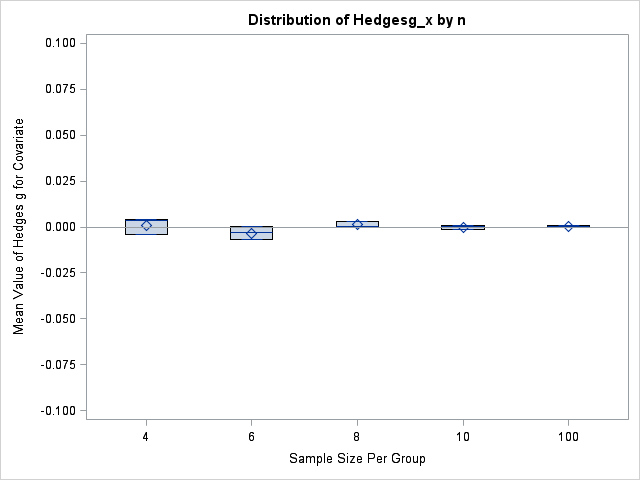 Distribution of Hedgesg_x by n
Mean Value of Hedges g for Covariate
0.100
0.075
0.050
0.025
0.000
-0.025
-0.050
-0.075
-0.100
4 6 8 10 100
Sample Size Per Group